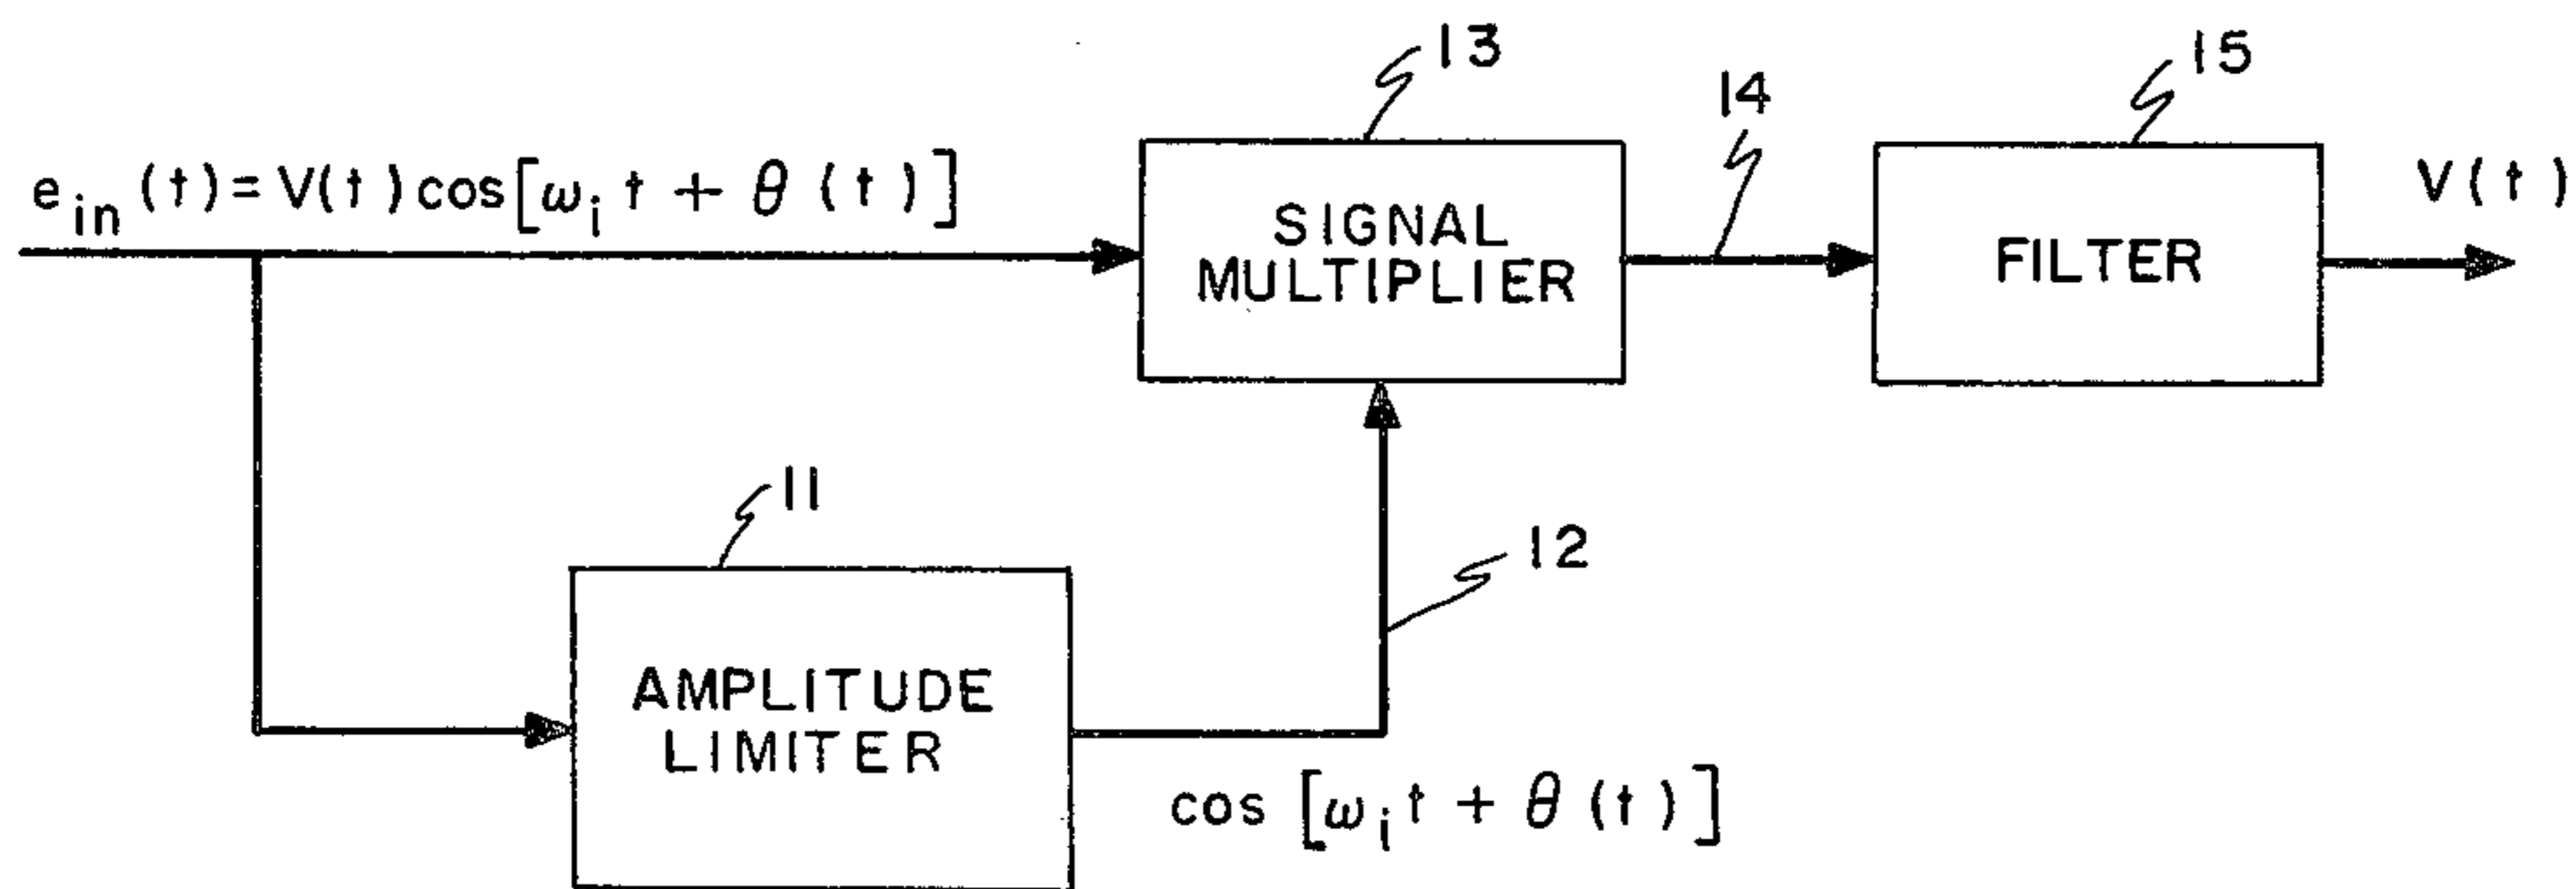 13
15
14
e_in (t) = V(t) cos[ω_i t + θ (t)]
V(t)
SIGNAL
MULTIPLIER
FILTER
11
12
AMPLITUDE
LIMITER
cos [ω_i t + θ (t)]